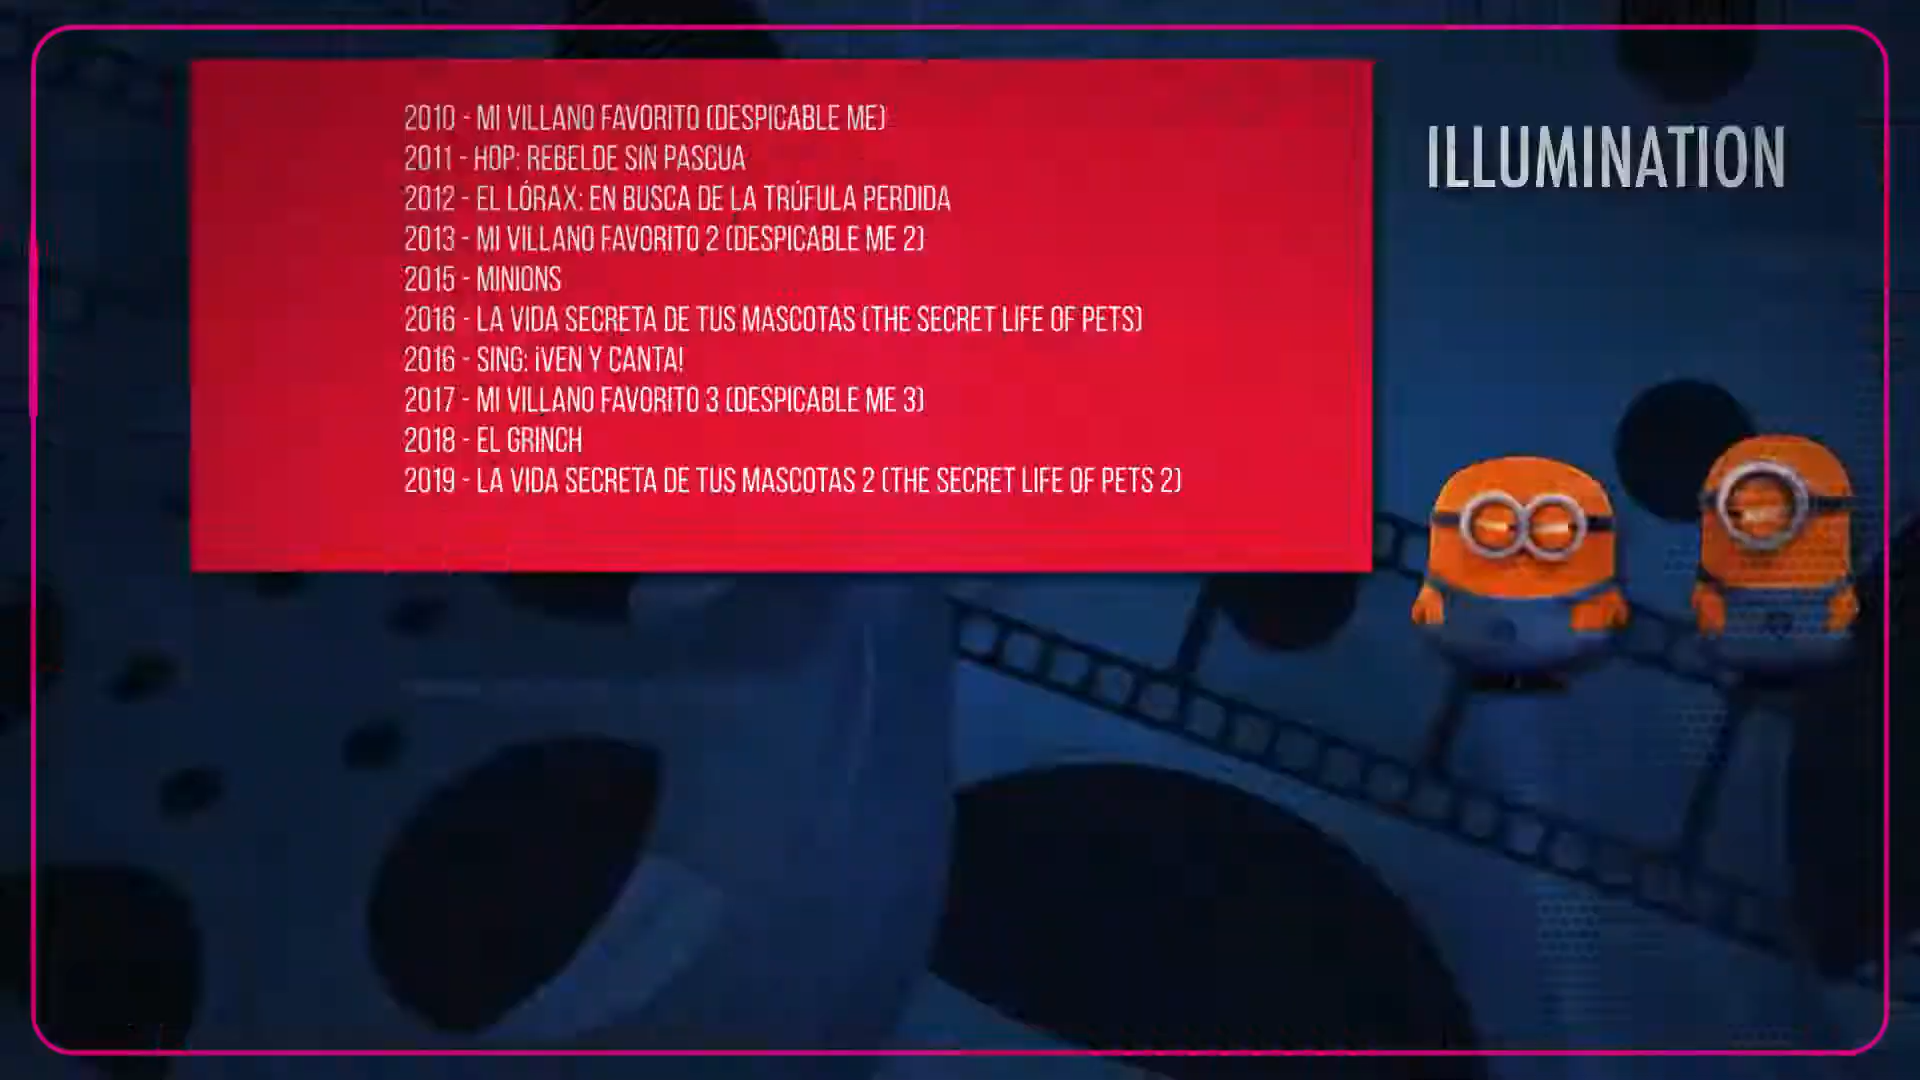 2010 - MI VILLANO FAVORITO (DESPICABLE ME)
2011 - HOP: REBELDE SIN PASCUA
2012 - EL LÓRAX: EN BUSCA DE LA TRÚFULA PERDIDA
2013 - MI VILLANO FAVORITO 2 (DESPICABLE ME 2)
2015 - MINIONS
2016 - LA VIDA SECRETA DE TUS MASCOTAS (THE SECRET LIFE OF PETS)
2016 - SING: ¡VEN Y CANTA!
2017 - MI VILLANO FAVORITO 3 (DESPICABLE ME 3)
2018 - EL GRINCH
2019 - LA VIDA SECRETA DE TUS MASCOTAS 2 (THE SECRET LIFE OF PETS 2)
ILLUMINATION